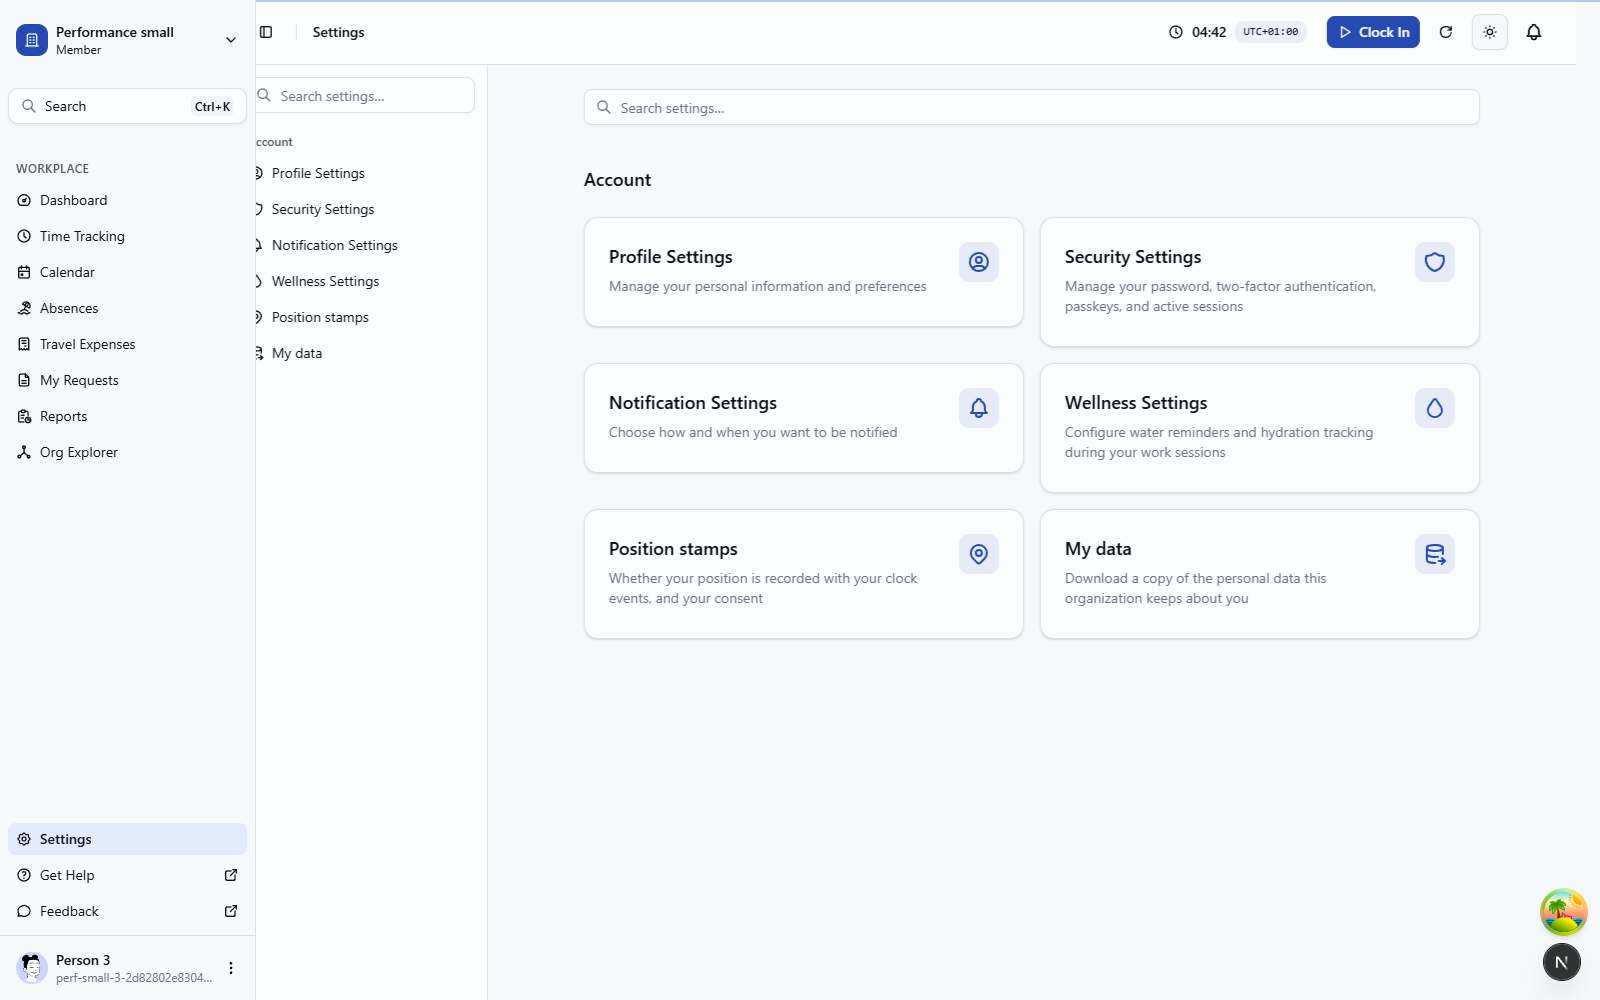 Performance small
Member
Search
Ctrl+K
WORKPLACE
Dashboard
Time Tracking
Calendar
Absences
Travel Expenses
My Requests
Reports
Org Explorer
Settings
Get Help
Feedback
Person 3
perf-small-3-2d82802e8304...
Settings
04:42
UTC+01:00
Clock In
Search settings...
ccount
Profile Settings
Security Settings
Notification Settings
Wellness Settings
Position stamps
My data
Search settings...
Account
Profile Settings
Manage your personal information and preferences
Security Settings
Manage your password, two-factor authentication,
passkeys, and active sessions
Notification Settings
Choose how and when you want to be notified
Wellness Settings
Configure water reminders and hydration tracking
during your work sessions
Position stamps
Whether your position is recorded with your clock
events, and your consent
My data
Download a copy of the personal data this
organization keeps about you
N